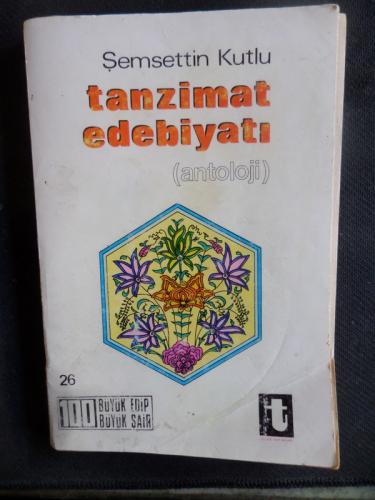 Şemsettin Kutlu
tanzimat
edebiyatı
(antoloji)
26
100 BÜYÜK EDİP
BÜYÜK ŞAİR
t